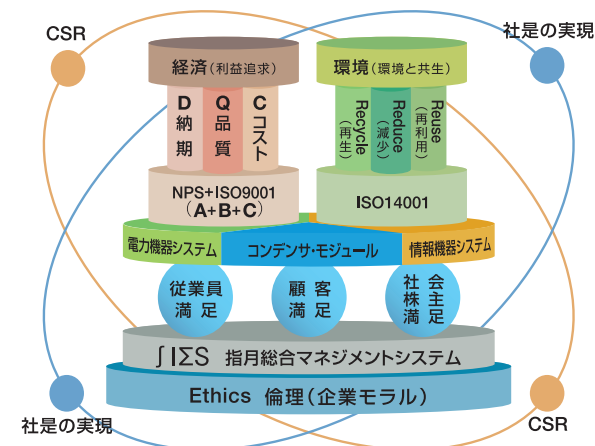 CSR
社是の実現
経済(利益追求)
環境(環境と共生)
D納期
Q品質
Cコスト
Recycle
(再生)
Reduce
(減少)
Reuse
(再利用)
NPS+ISO9001
(A+B+C)
ISO14001
電力機器システム
コンデンサ・モジュール
情報機器システム
従業員
満足
顧客
満足
社会
株主
満足
∫IΣS 指月総合マネジメントシステム
Ethics 倫理(企業モラル)
社是の実現
CSR